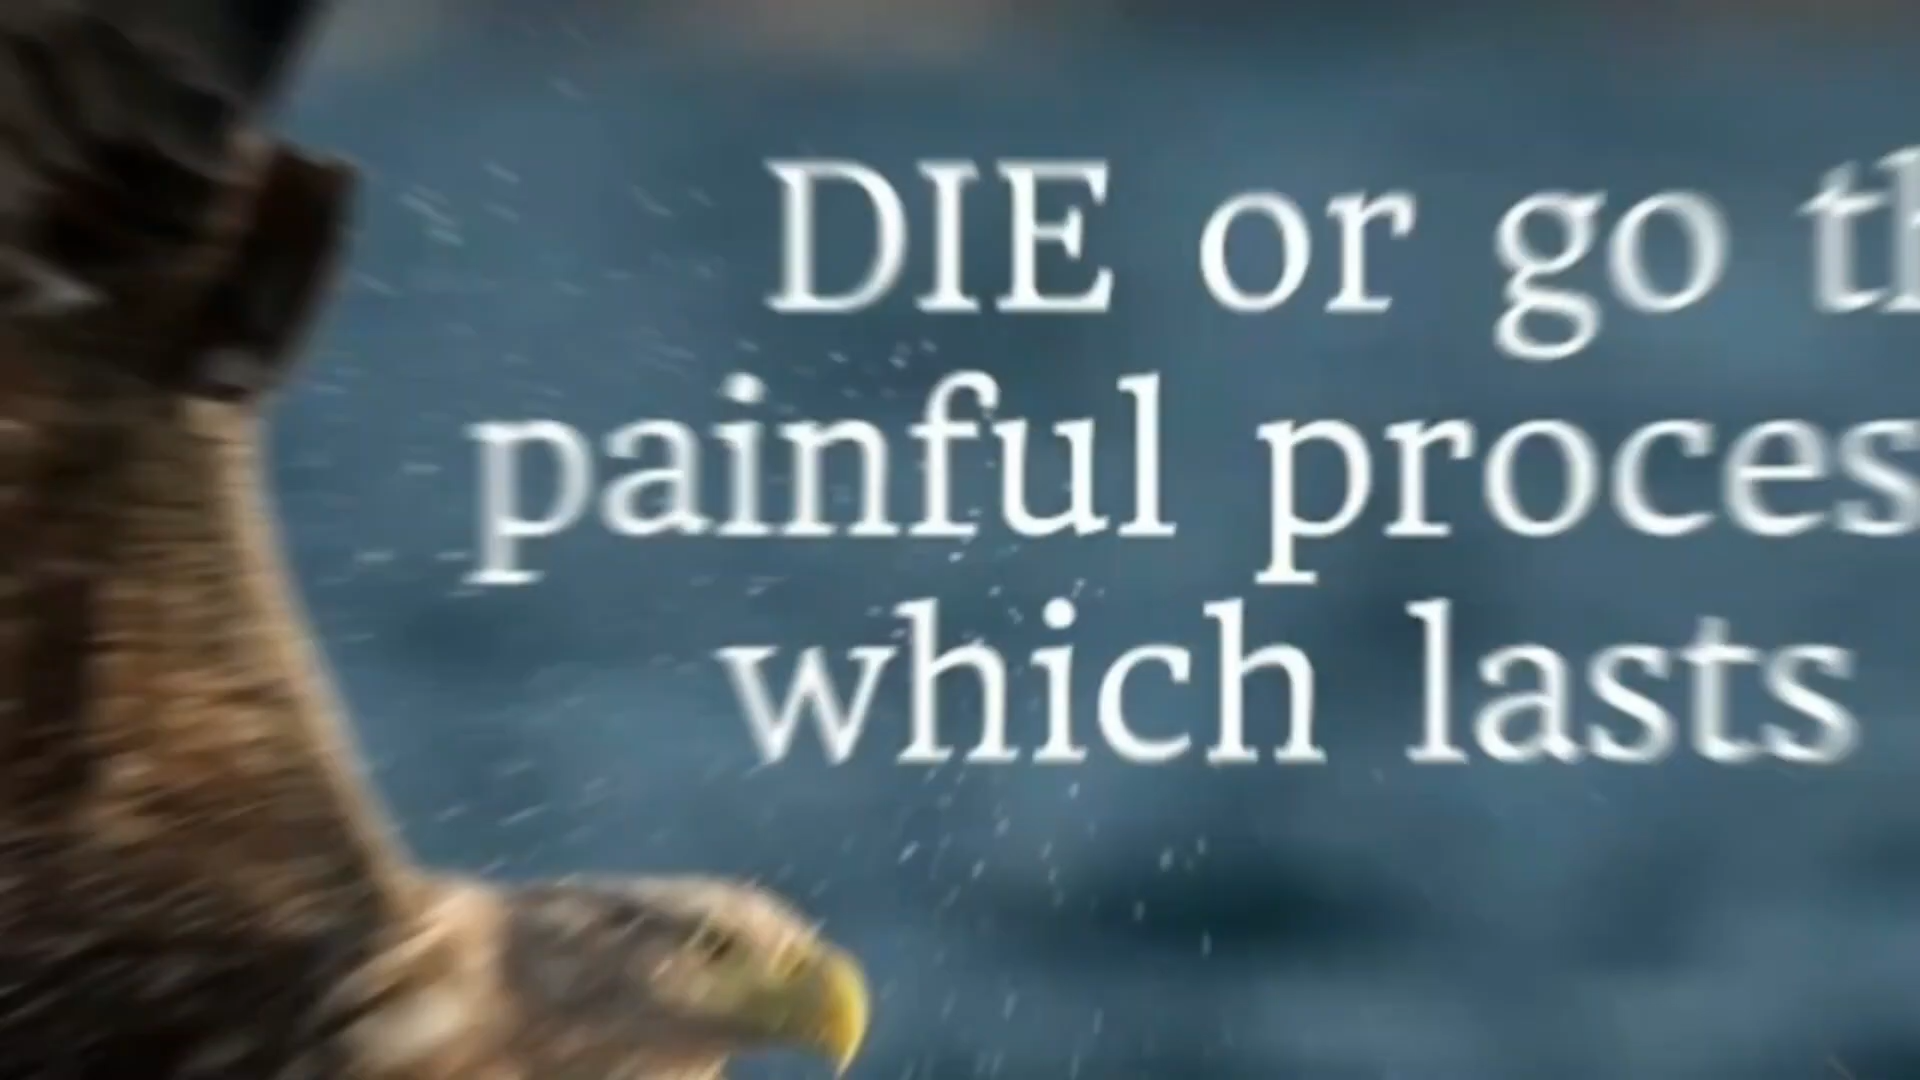 DIE or go
painful
which lasts